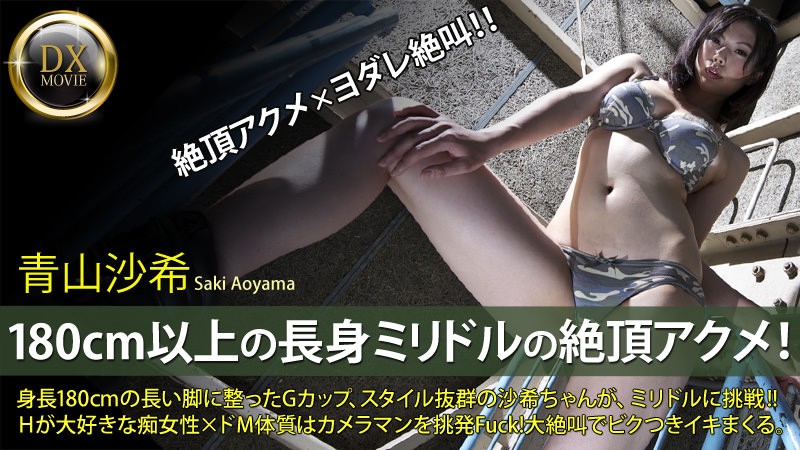 DX
MOVIE
絶頂アクメ×ヨダレ絶叫!!
青山沙希 Saki Aoyama
180cm以上の長身ミリドルの絶頂アクメ!
身長180cmの長い脚に整ったGカップ、スタイル抜群の沙希ちゃんが、ミリドルに挑戦!!
Hが大好きな痴女性×ドM体質はカメラマンを挑発Fuck!大絶叫でビクつきイキまくる。